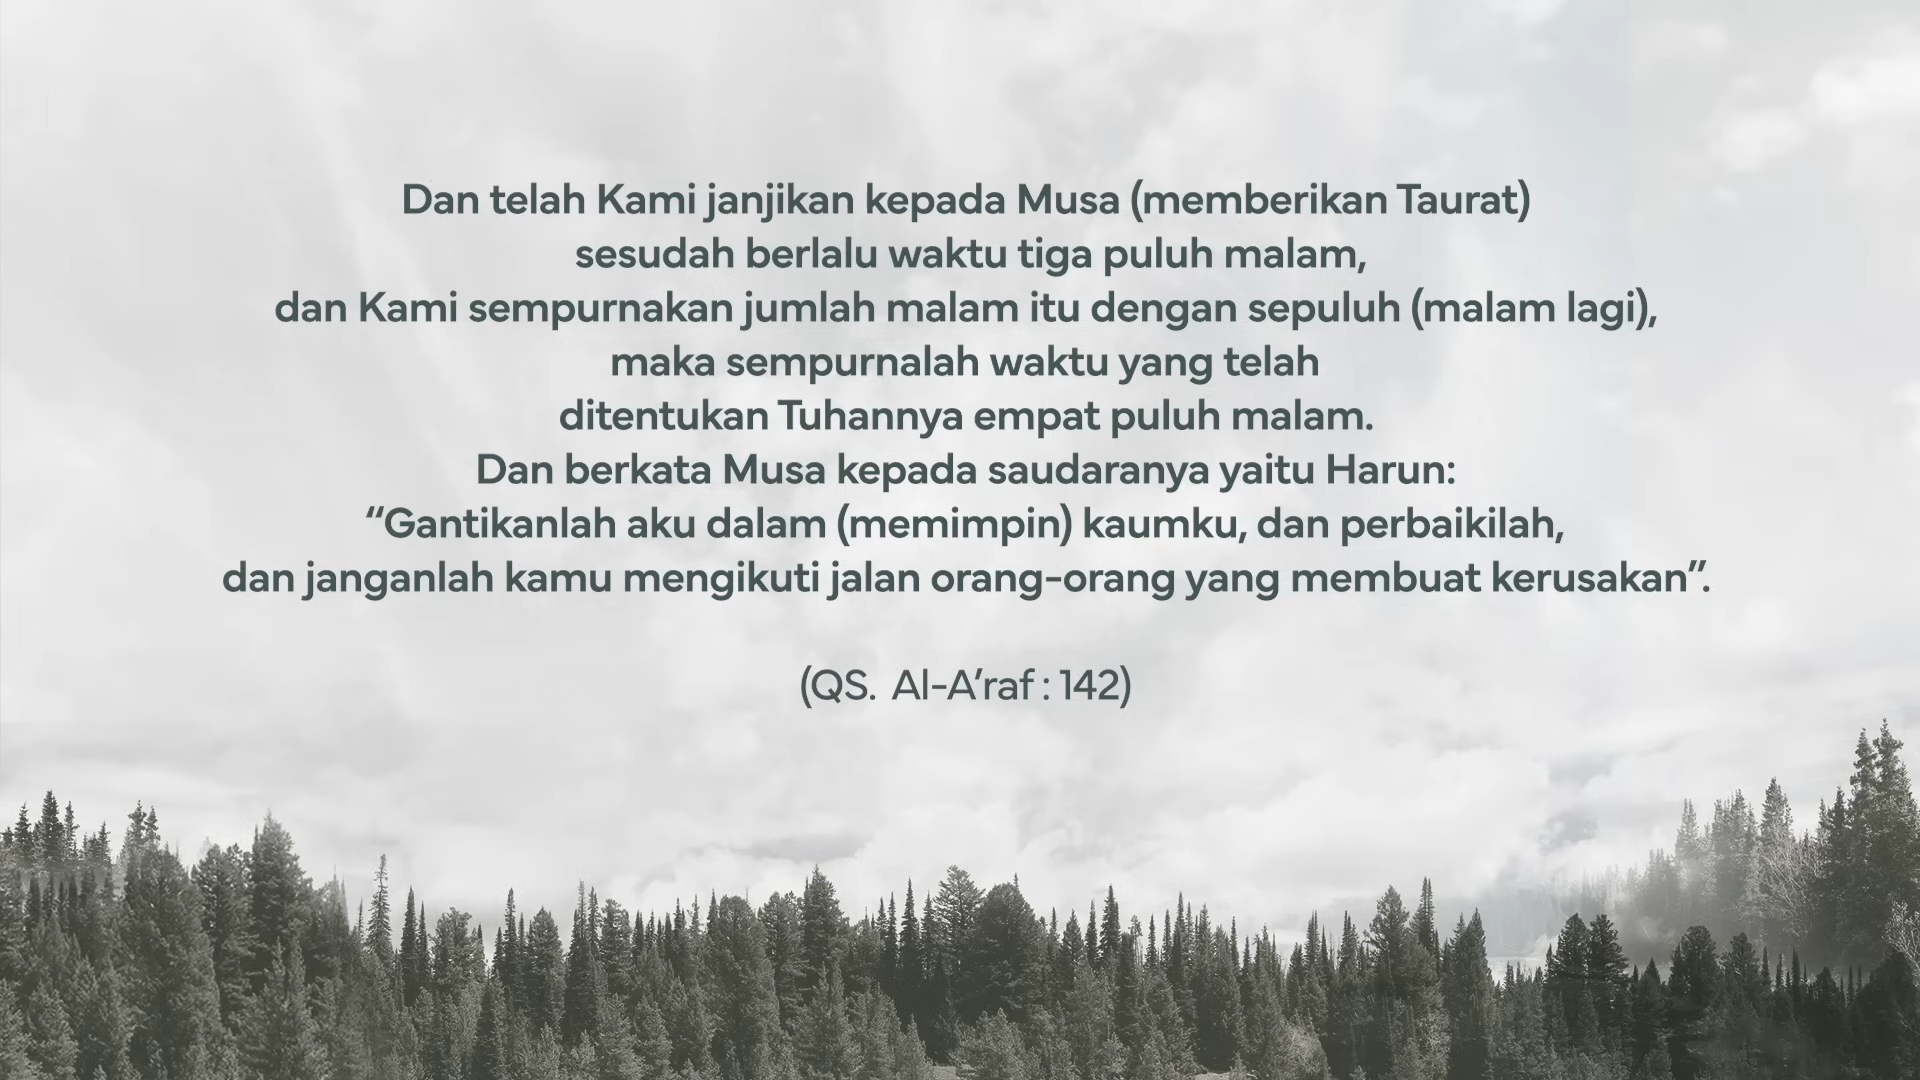 Dan telah Kami janjikan kepada Musa (memberikan Taurat)
sesudah berlalu waktu tiga puluh malam,
dan Kami sempurnakan jumlah malam itu dengan sepuluh (malam lagi),
maka sempurnalah waktu yang telah
ditentukan Tuhannya empat puluh malam.
Dan berkata Musa kepada saudaranya yaitu Harun:
“Gantikanlah aku dalam (memimpin) kaumku, dan perbaikilah,
dan janganlah kamu mengikuti jalan orang-orang yang membuat kerusakan”.
(QS. Al-A’raf : 142)